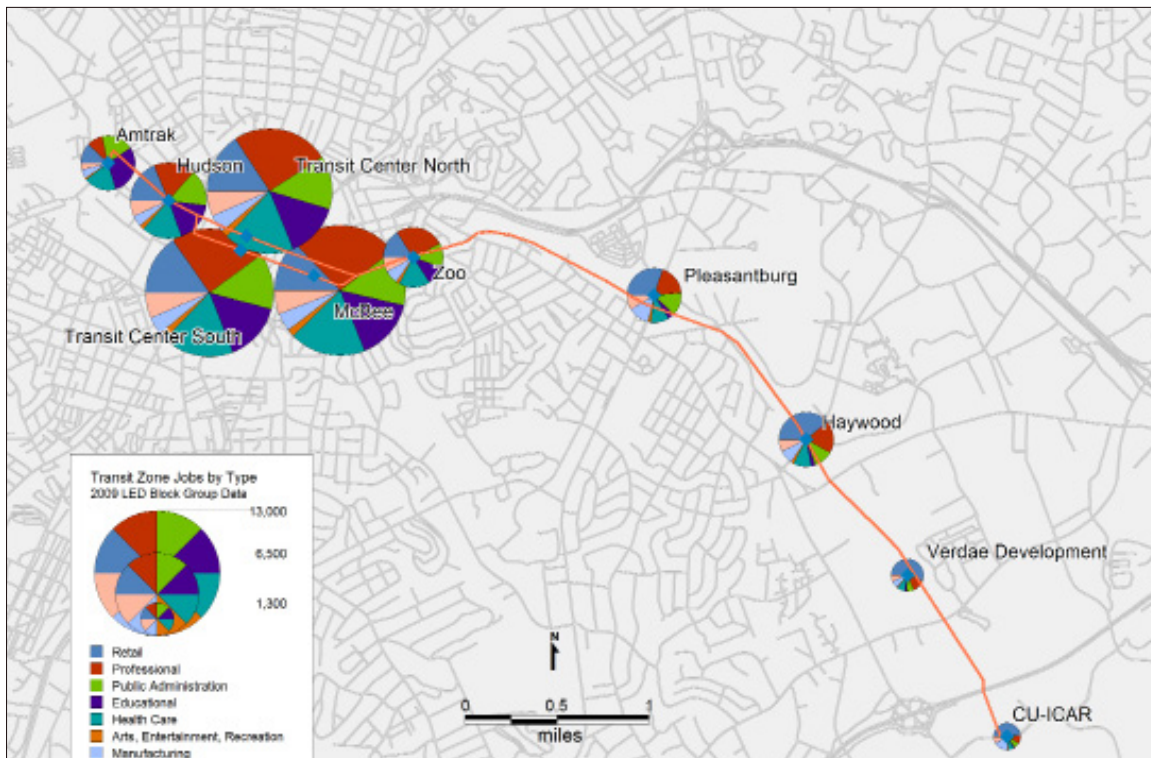 Amtrak
Hudson
Transit Center North
Zoo
McBee
Transit Center South
Pleasantburg
Haywood
Verdae Development
CU-ICAR
Transit Zone Jobs by Type
2009 LED Block Group Data
13,000
6,500
1,300
Retail
Professional
Public Administration
Educational
Health Care
Arts, Entertainment, Recreation
Manufacturing
N
0 0.5 1
miles